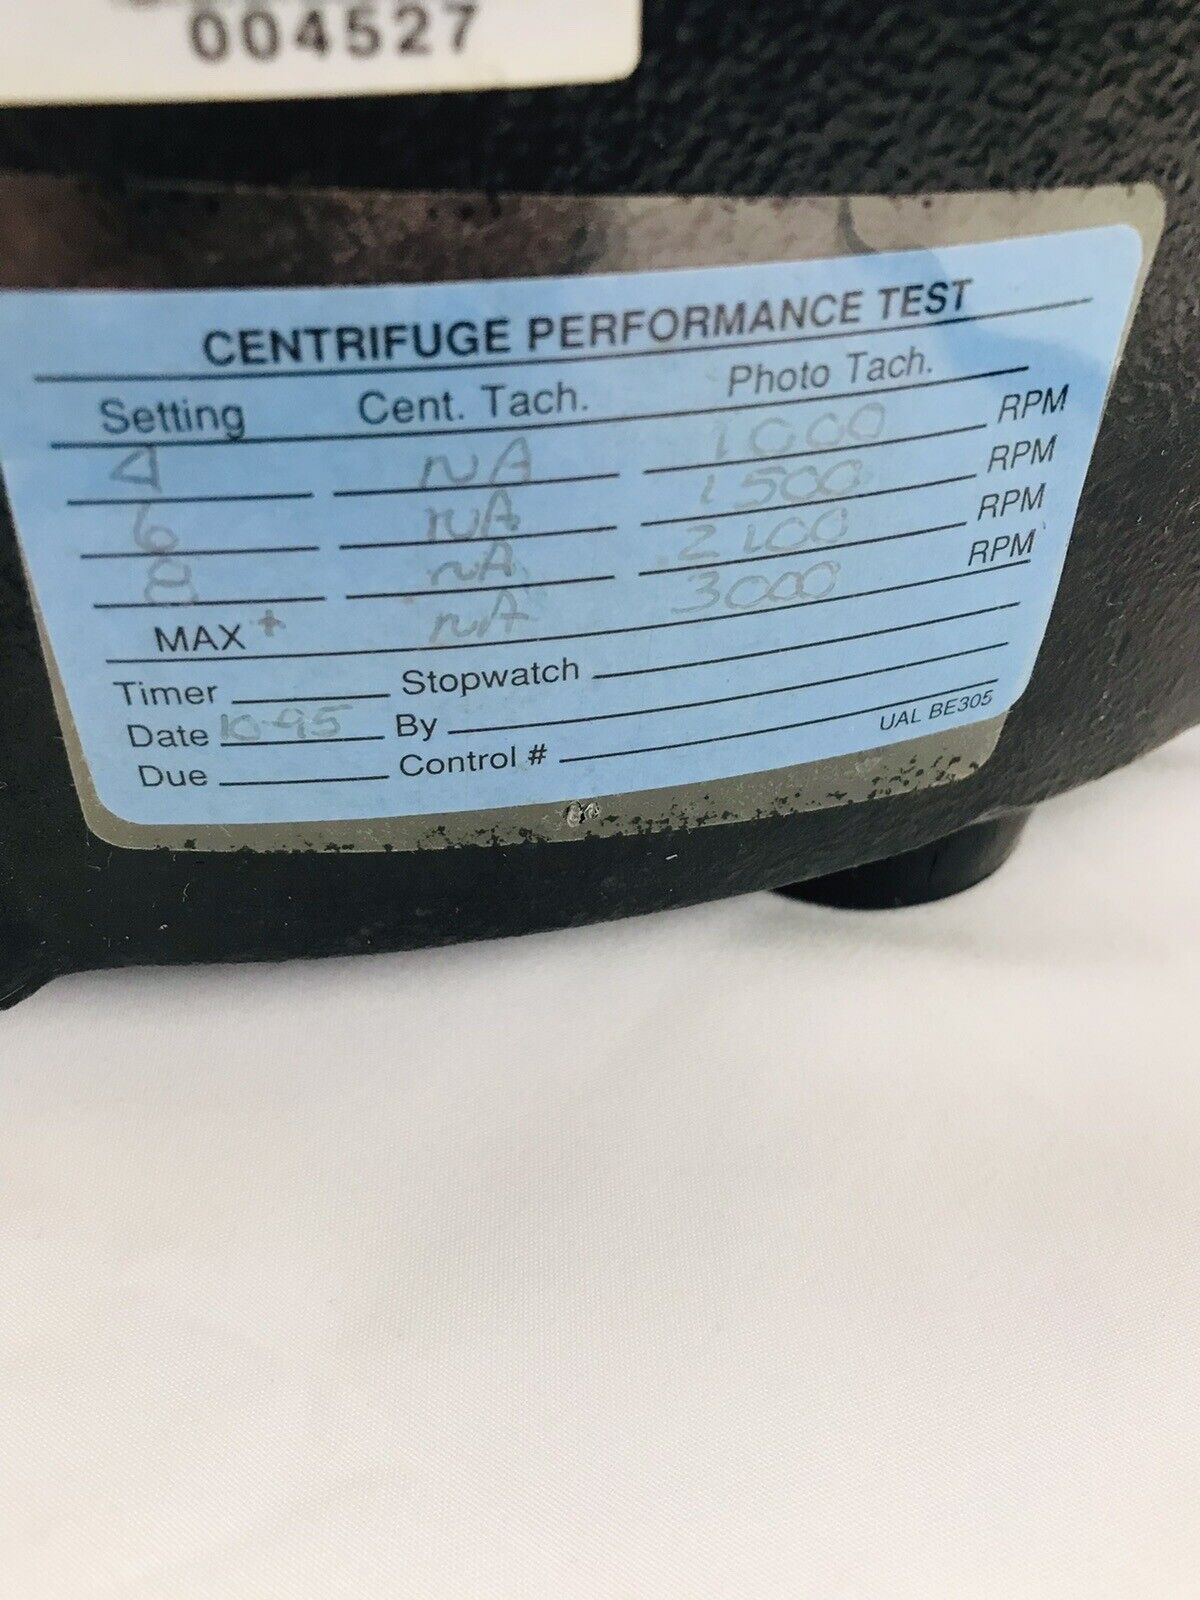 004527
CENTRIFUGE PERFORMANCE TEST
Setting Cent. Tach. Photo Tach.
4 NA 1000 RPM
6 NA 1500 RPM
8 NA 2100 RPM
MAX + NA 3000 RPM
Timer Stopwatch
Date 10-95 By
Due Control #
UAL BE305